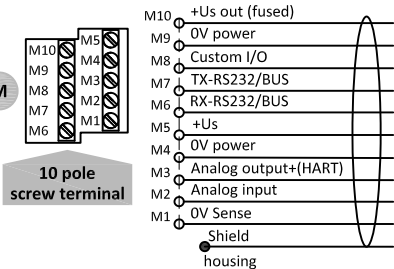 M10 +Us out (fused)
M9 0V power
M8 Custom I/O
M7 TX-RS232/BUS
M6 RX-RS232/BUS
M5 +Us
M4 0V power
M3 Analog output+(HART)
M2 Analog input
M1 0V Sense
Shield
housing
M10
M9
M8
M7
M6
M5
M4
M3
M2
M1
M
10 pole
screw terminal